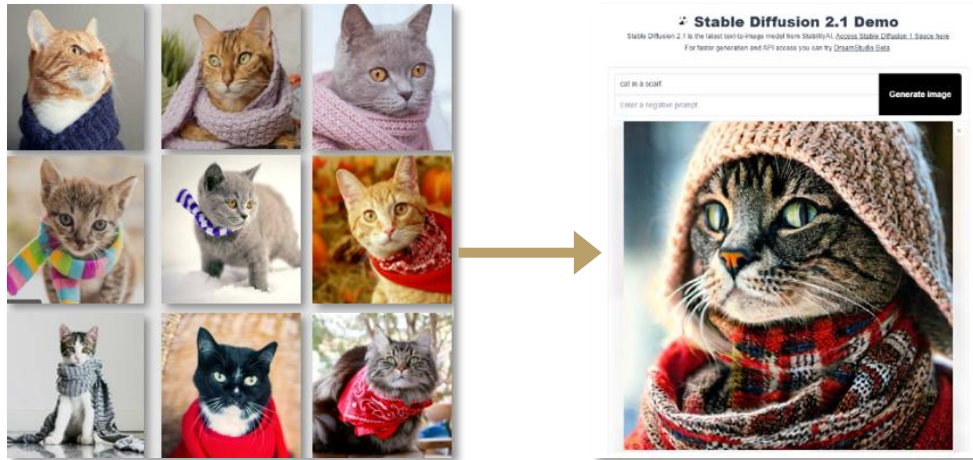 Stable Diffusion 2.1 Demo
Stable Diffusion 2.1 is the latest text-to-image model from StabilityAI. Access Stable Diffusion 1 Space here
For faster generation and API access you can try DreamStudio Beta
cat in a scarf
Enter a negative prompt
Generate image